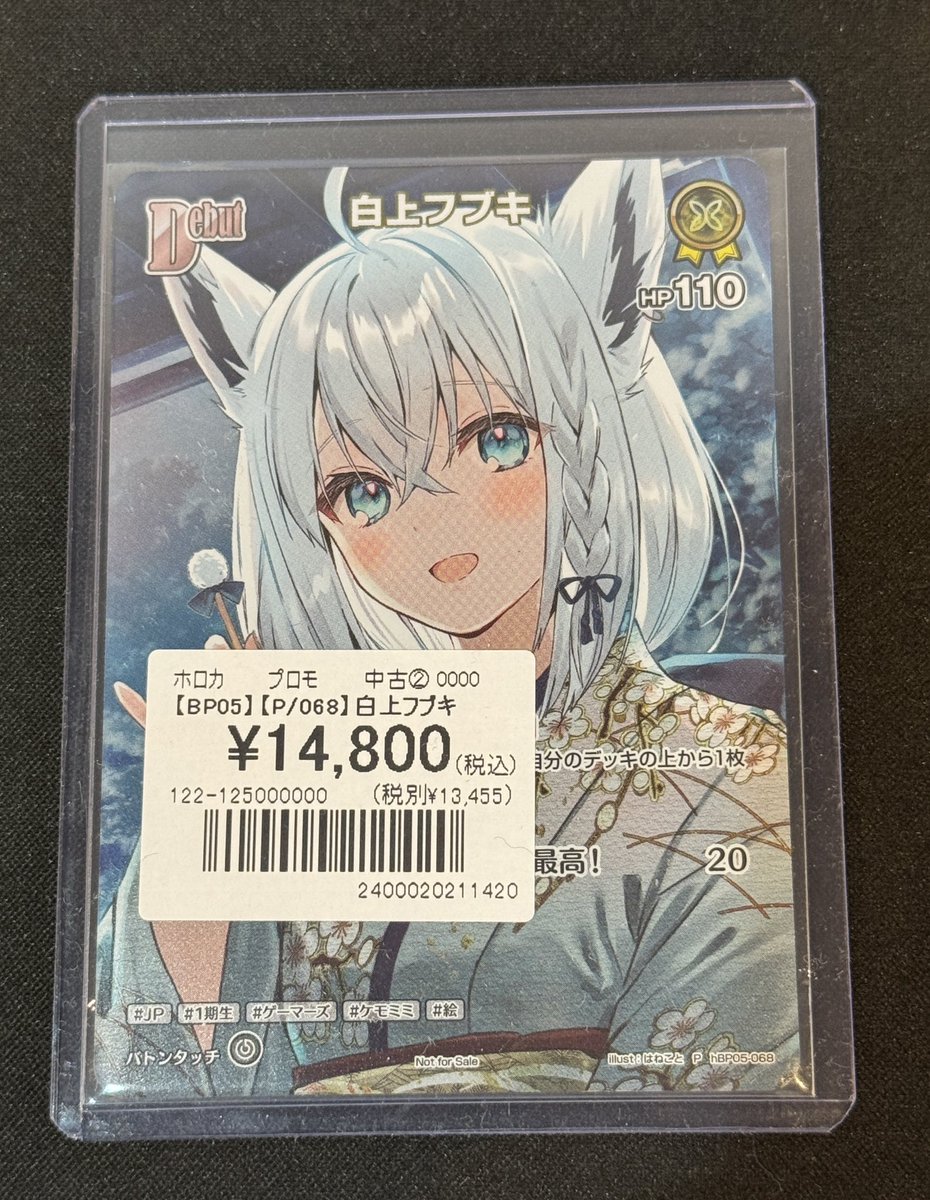 Debut
白上フブキ
HP110
ホロカ プロモ 中古② 0000
【BP05】【P/068】白上フブキ
¥14,800(税込)
122-125000000 (税別¥13,455)
2400020211420
自分のデッキの上から1枚
最高! 20
#JP #1期生 #ゲーマーズ #ケモミミ #絵
バトンタッチ
Not for Sale
illust:はねこと P hBP05-068